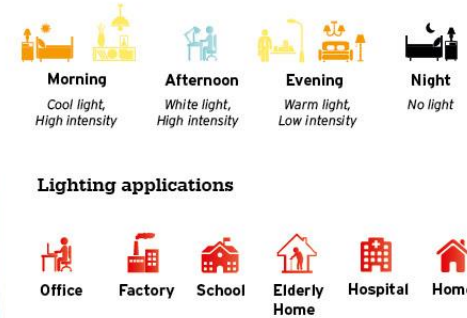 Morning
Cool light,
High intensity
Afternoon
White light,
High intensity
Evening
Warm light,
Low intensity
Night
No light
Lighting applications
Office
Factory
School
Elderly
Home
Hospital
Home